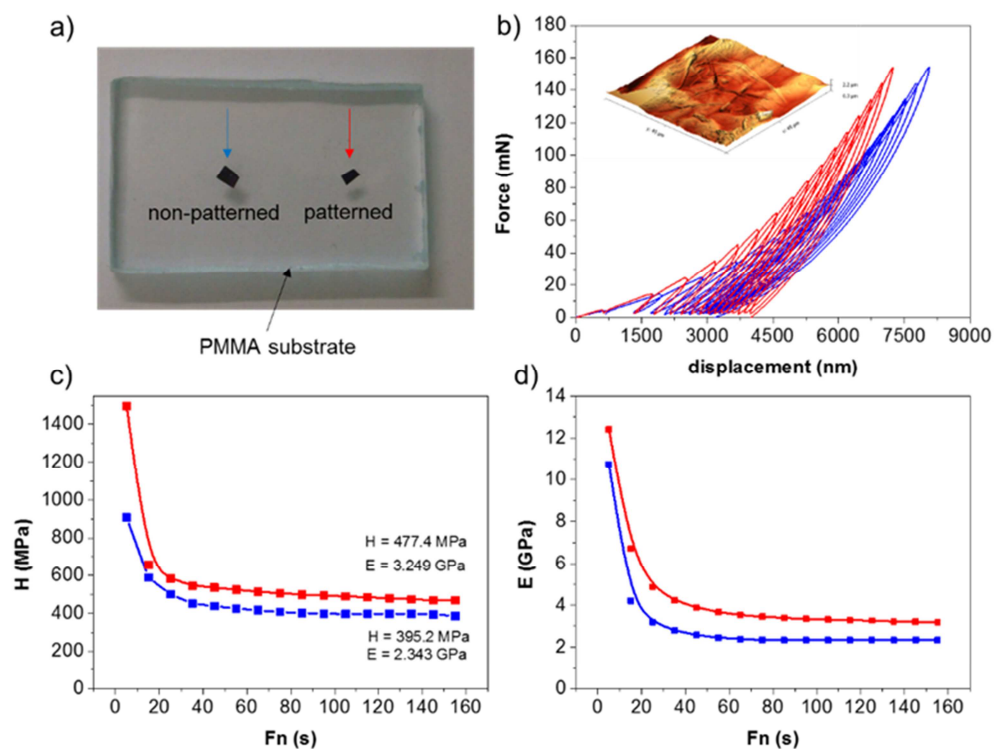 a)
non-patterned
patterned
PMMA substrate
b)
180
160
140
120
100
80
60
40
20
0
Force (mN)
0 1500 3000 4500 6000 7500 9000
displacement (nm)
c)
1400
1200
1000
800
600
400
200
0
H (MPa)
H = 477.4 MPa
E = 3.249 GPa
H = 395.2 MPa
E = 2.343 GPa
0 20 40 60 80 100 120 140 160
Fn (s)
d)
14
12
10
8
6
4
2
0
E (GPa)
0 20 40 60 80 100 120 140 160
Fn (s)